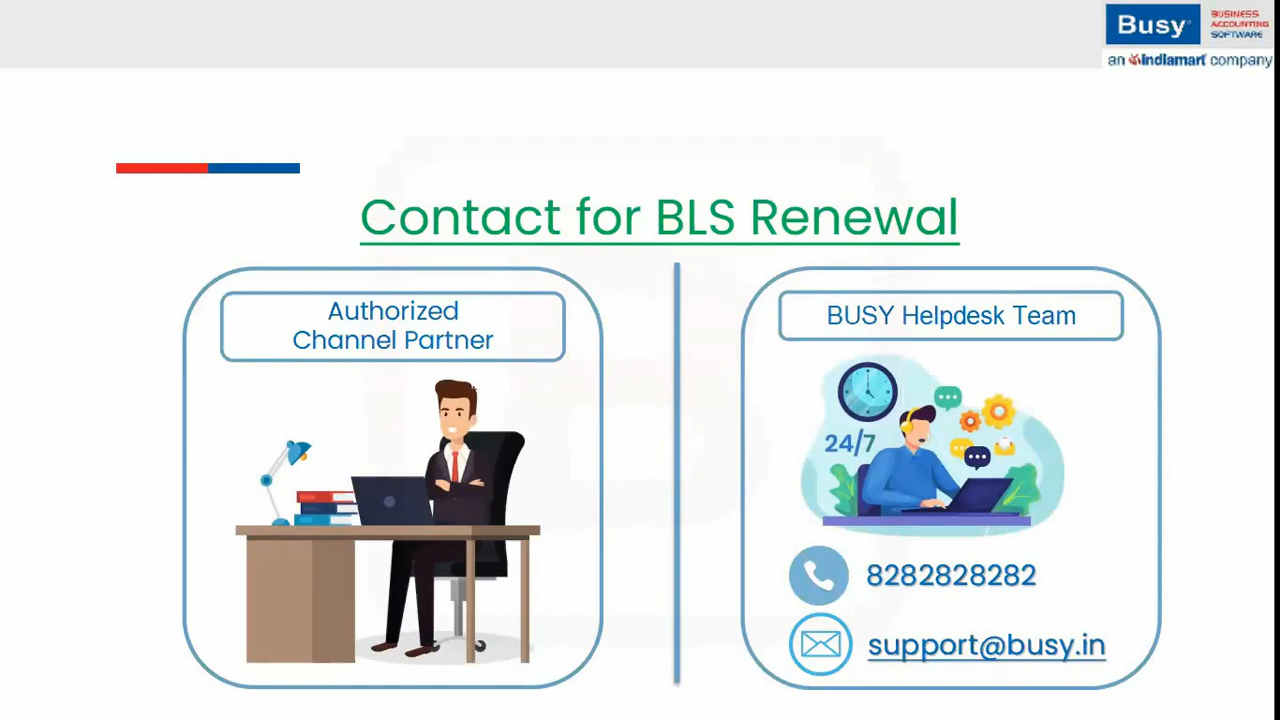 Busy
BUSINESS
ACCOUNTING
SOFTWARE
an indiamart company
Contact for BLS Renewal
Authorized
Channel Partner
BUSY Helpdesk Team
24/7
8282828282
support@busy.in